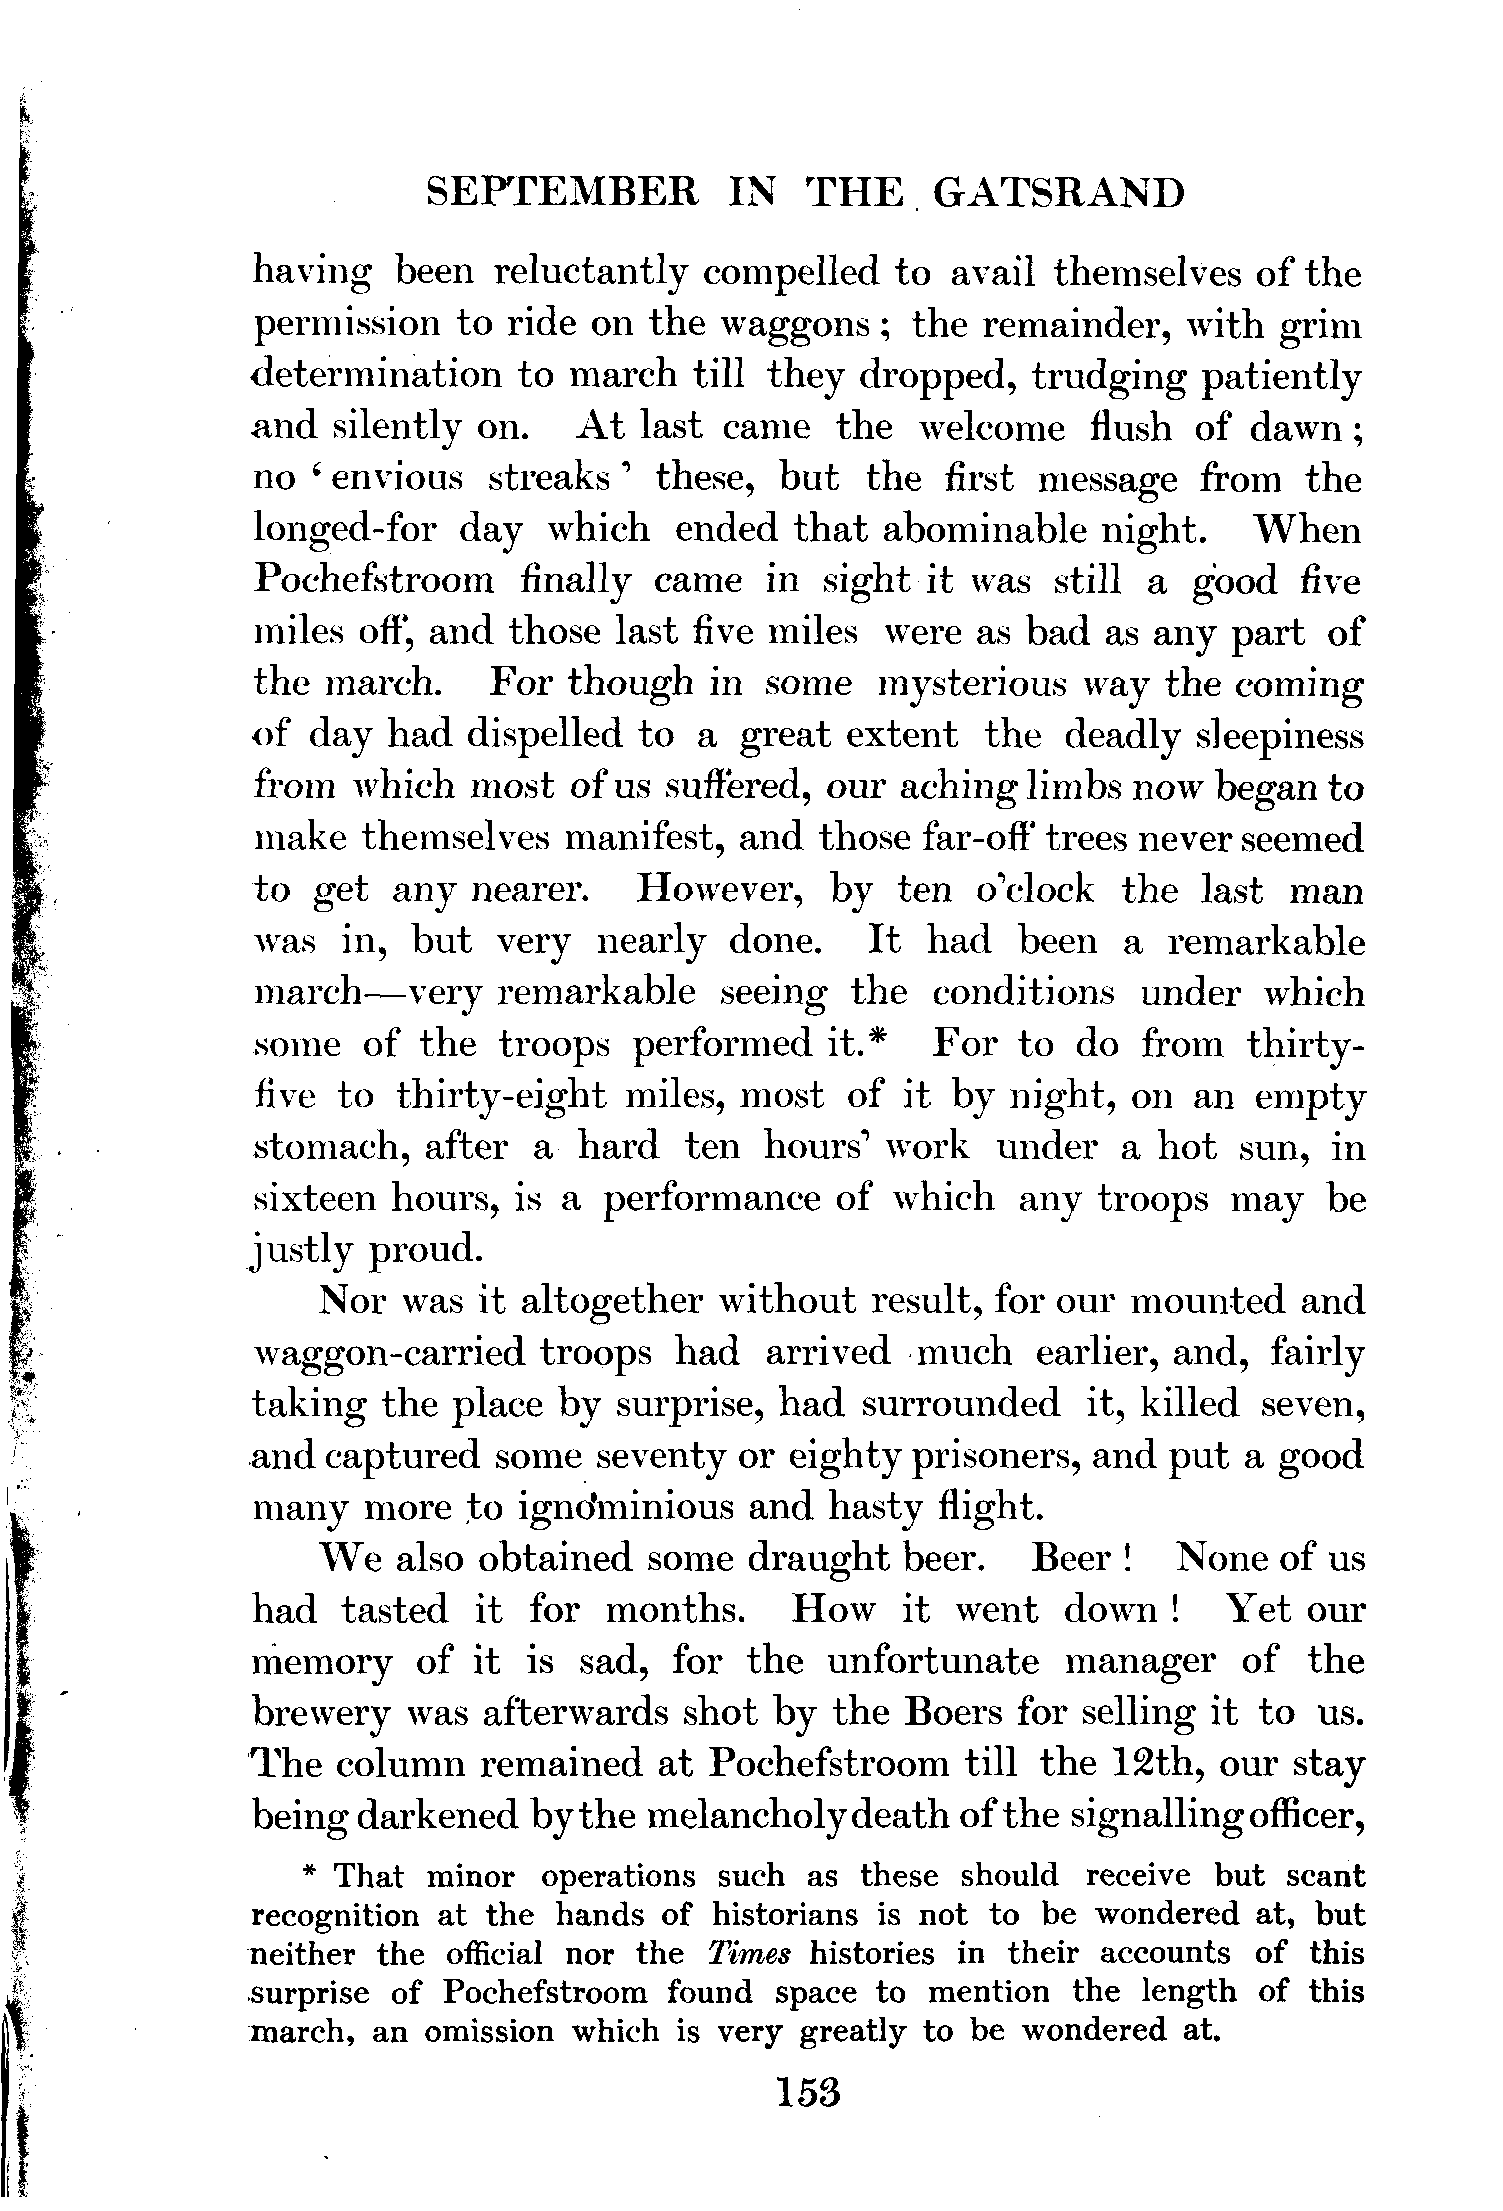 SEPTEMBER IN THE GATSRAND
having been reluctantly compelled to avail themselves of the
permission to ride on the waggons; the remainder, with grim
determination to march till they dropped, trudging patiently
and silently on. At last came the welcome flush of dawn;
no ‘envious streaks’ these, but the first message from the
longed-for day which ended that abominable night. When
Pochefstroom finally came in sight it was still a good five
miles off, and those last five miles were as bad as any part of
the march. For though in some mysterious way the coming
of day had dispelled to a great extent the deadly sleepiness
from which most of us suffered, our aching limbs now began to
make themselves manifest, and those far-off trees never seemed
to get any nearer. However, by ten o’clock the last man
was in, but very nearly done. It had been a remarkable
march—very remarkable seeing the conditions under which
some of the troops performed it.* For to do from thirty-
five to thirty-eight miles, most of it by night, on an empty
stomach, after a hard ten hours’ work under a hot sun, in
sixteen hours, is a performance of which any troops may be
justly proud.
Nor was it altogether without result, for our mounted and
waggon-carried troops had arrived much earlier, and, fairly
taking the place by surprise, had surrounded it, killed seven,
and captured some seventy or eighty prisoners, and put a good
many more to ignominious and hasty flight.
We also obtained some draught beer. Beer! None of us
had tasted it for months. How it went down! Yet our
memory of it is sad, for the unfortunate manager of the
brewery was afterwards shot by the Boers for selling it to us.
The column remained at Pochefstroom till the 12th, our stay
being darkened by the melancholy death of the signalling officer,
* That minor operations such as these should receive but scant
recognition at the hands of historians is not to be wondered at, but
neither the official nor the Times histories in their accounts of this
surprise of Pochefstroom found space to mention the length of this
march, an omission which is very greatly to be wondered at.
153